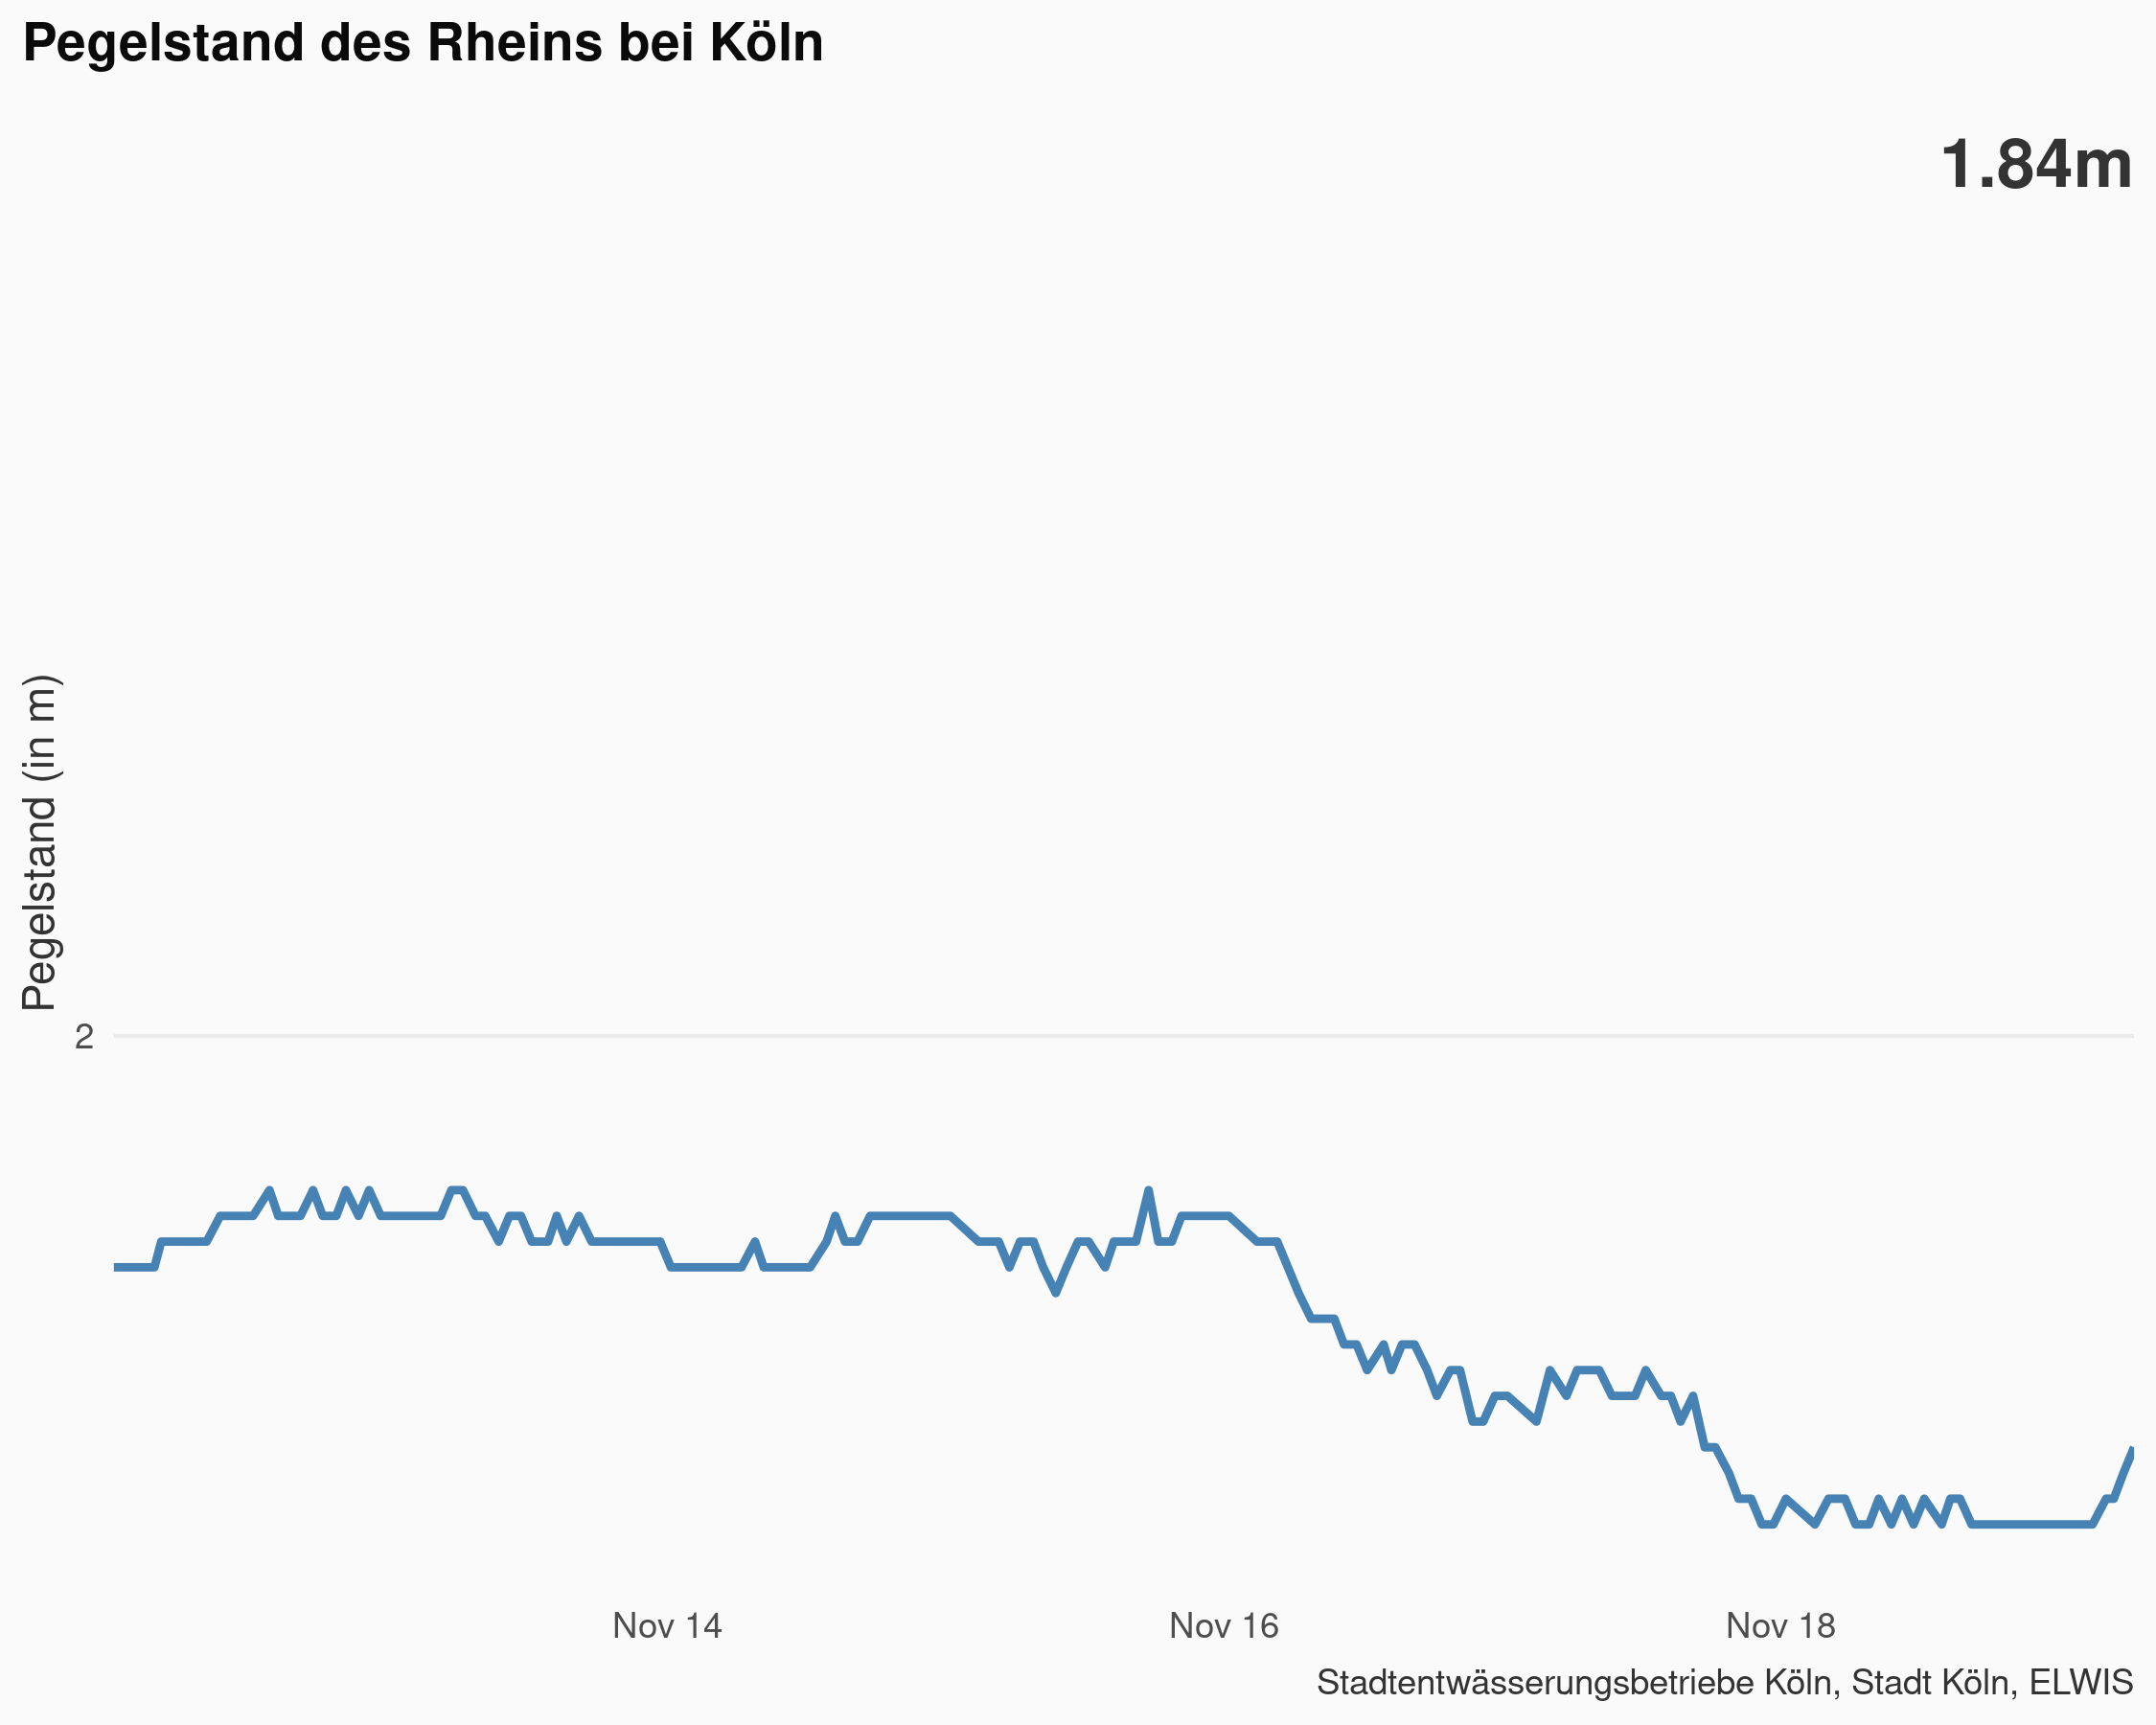 Pegelstand des Rheins bei Köln
1.84m
Pegelstand (in m)
2
Nov 14
Nov 16
Nov 18
Stadtentwässerungsbetriebe Köln, Stadt Köln, ELWIS